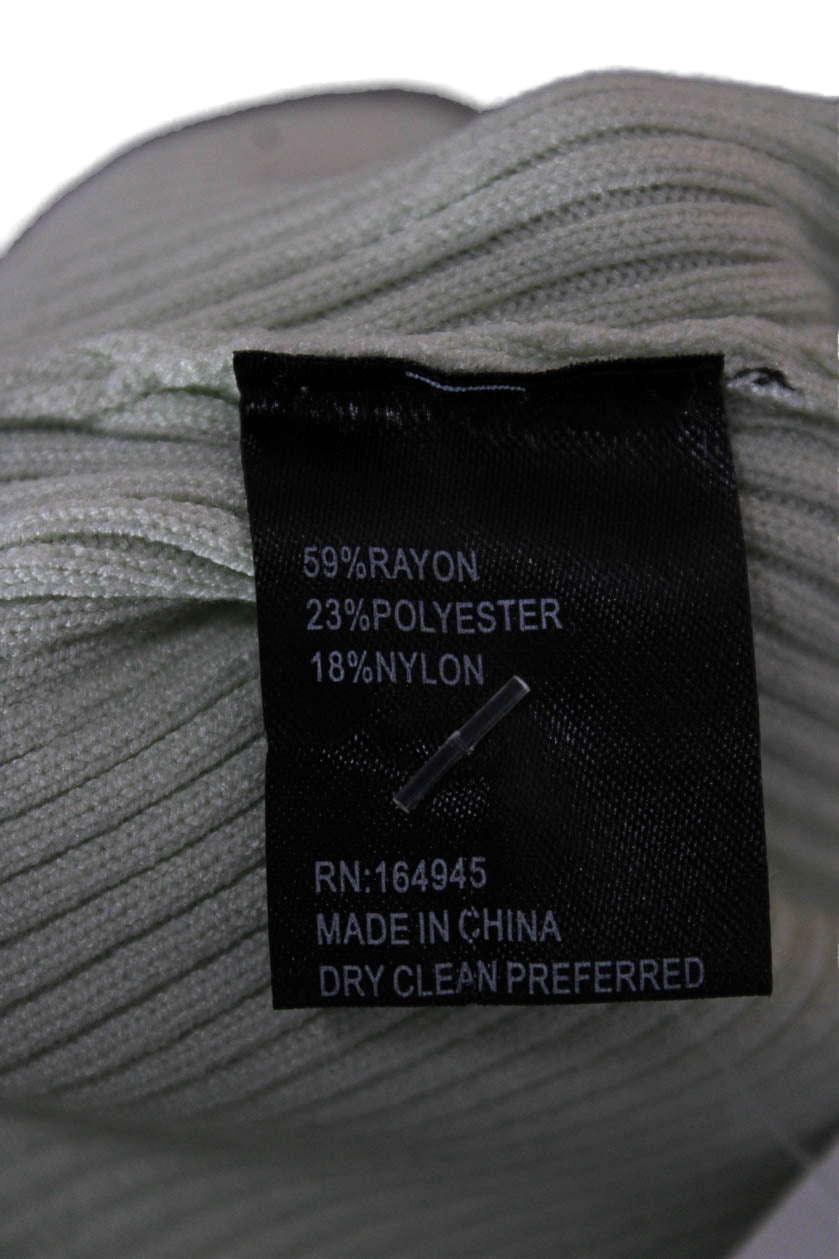 59%RAYON
23%POLYESTER
18%NYLON
RN:164945
MADE IN CHINA
DRY CLEAN PREFERRED